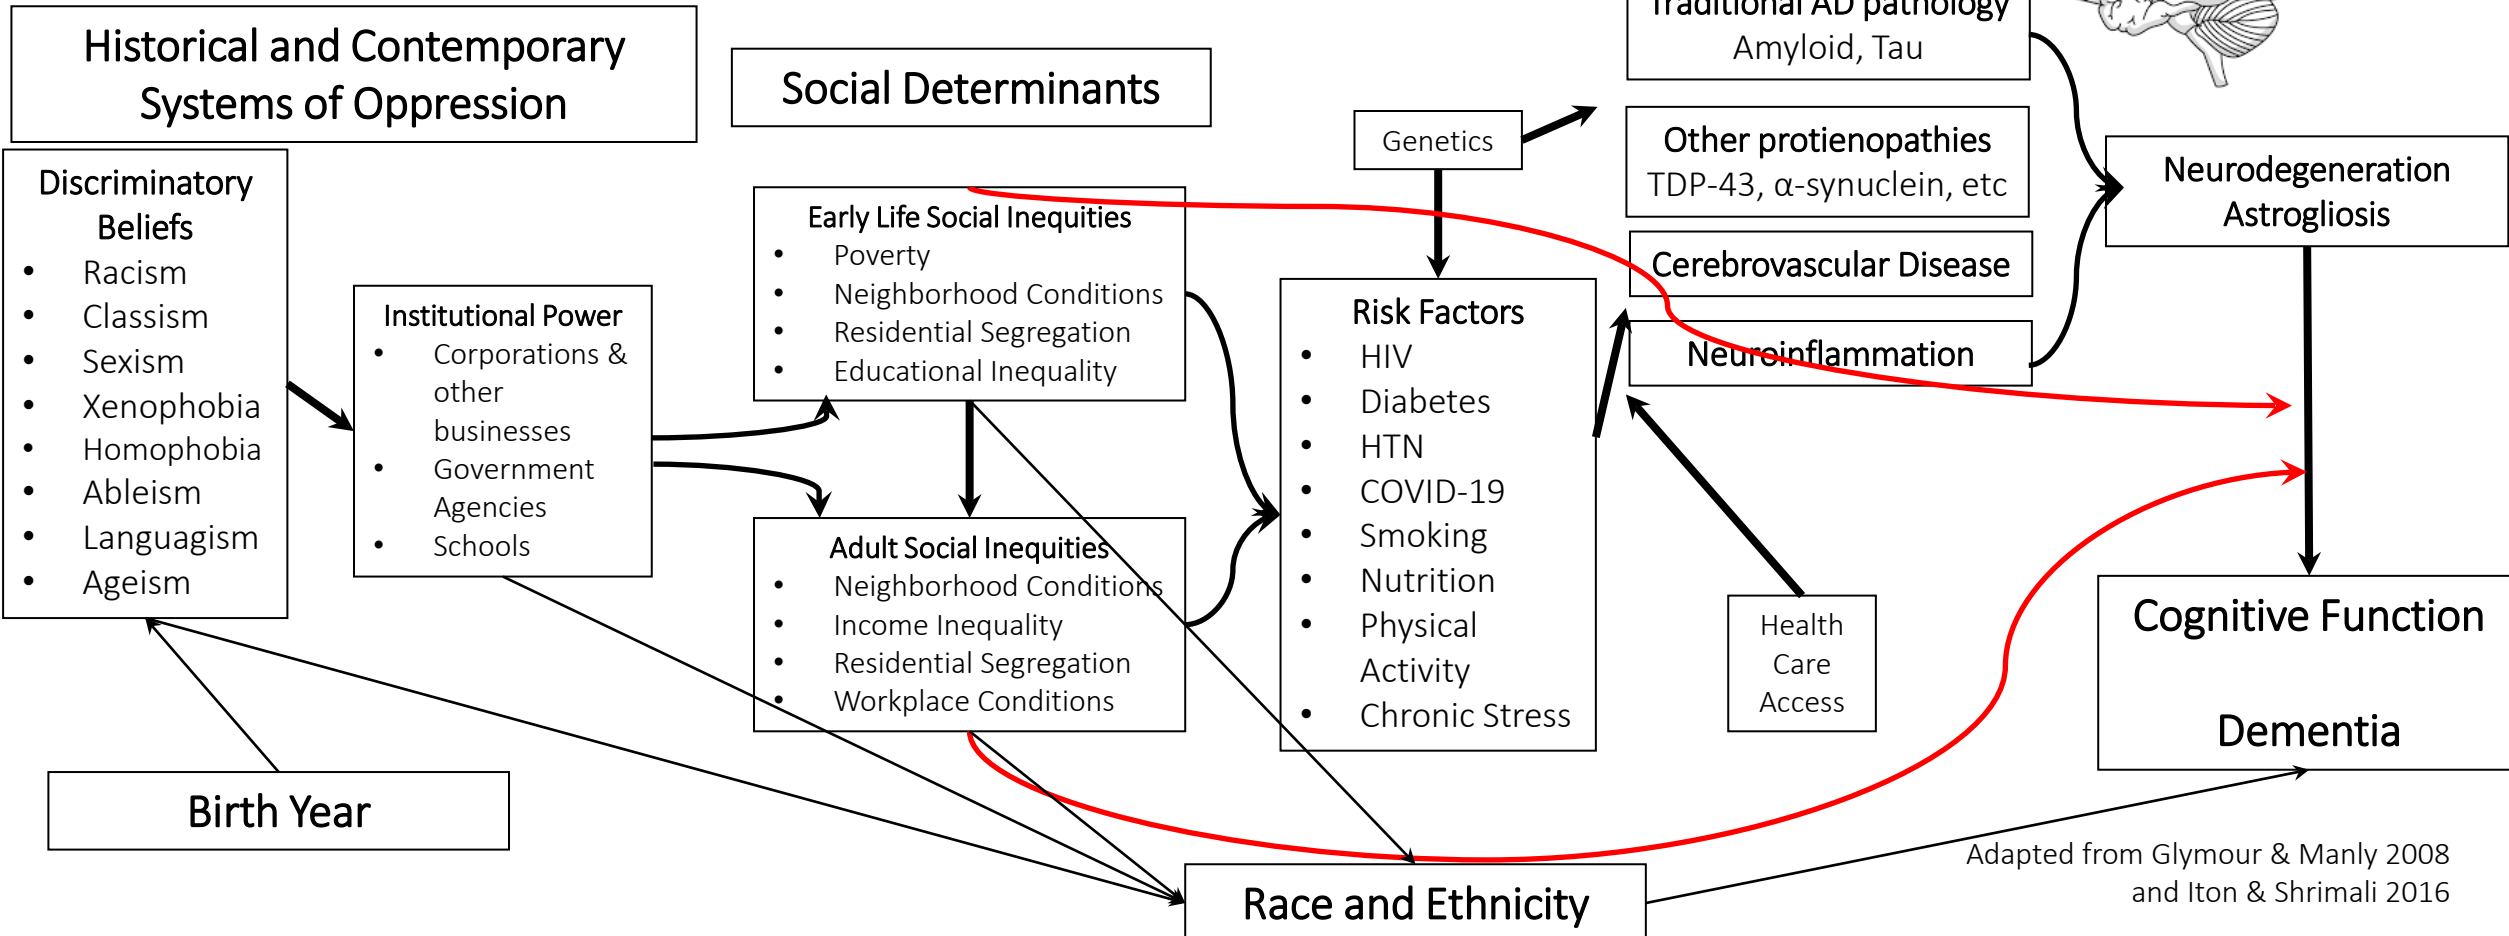 Historical and Contemporary
Systems of Oppression
Social Determinants
Traditional AD pathology
Amyloid, Tau
Genetics
Other protienopathies
TDP-43, α-synuclein, etc
Cerebrovascular Disease
Neuroinflammation
Neurodegeneration
Astrogliosis
Discriminatory
Beliefs
• Racism
• Classism
• Sexism
• Xenophobia
• Homophobia
• Ableism
• Languagism
• Ageism
Institutional Power
• Corporations &
other
businesses
• Government
Agencies
• Schools
Early Life Social Inequities
• Poverty
• Neighborhood Conditions
• Residential Segregation
• Educational Inequality
Adult Social Inequities
• Neighborhood Conditions
• Income Inequality
• Residential Segregation
• Workplace Conditions
Risk Factors
• HIV
• Diabetes
• HTN
• COVID-19
• Smoking
• Nutrition
• Physical
Activity
• Chronic Stress
Health
Care
Access
Cognitive Function
Dementia
Birth Year
Race and Ethnicity
Adapted from Glymour & Manly 2008
and Iton & Shrimali 2016